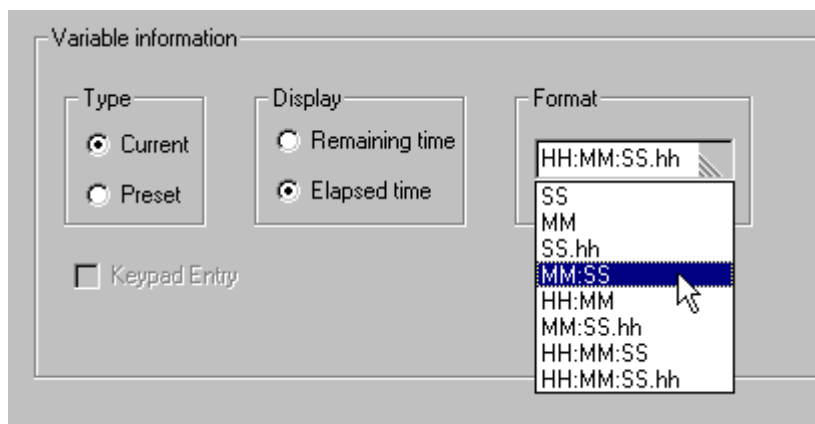 Variable information
Type
Display
Format
Current
Remaining time
HH:MM:SS.hh
Preset
Elapsed time
SS
MM
SS.hh
MM:SS
HH:MM
MM:SS.hh
HH:MM:SS
HH:MM:SS.hh
Keypad Entry